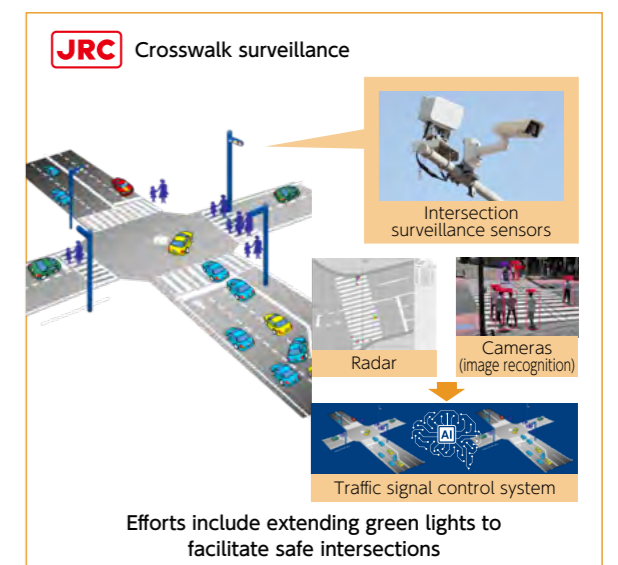 JRC Crosswalk surveillance
Intersection
surveillance sensors
Radar
Cameras
(image recognition)
AI
Traffic signal control system
Efforts include extending green lights to
facilitate safe intersections